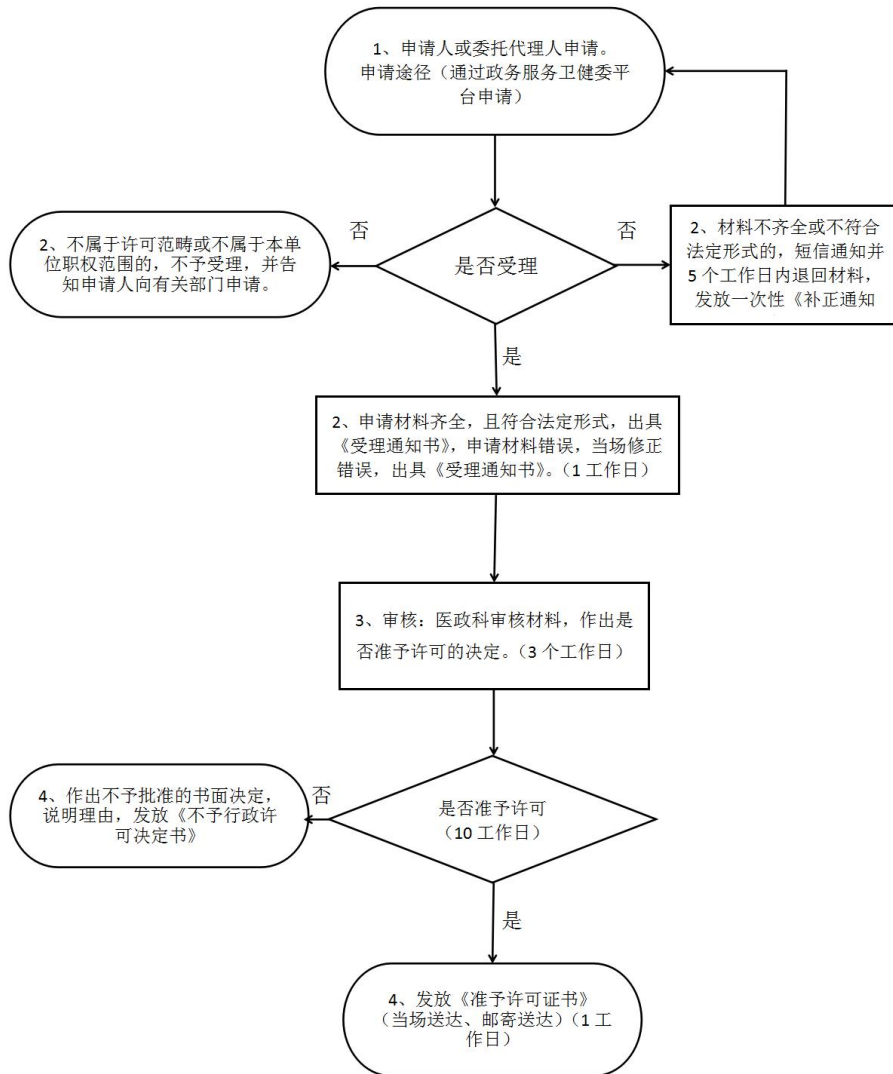 1、申请人或委托代理人申请。
申请途径（通过政务服务卫健委平
台申请）
否
否
2、不属于许可范畴或不属于本单
位职权范围的，不予受理，并告
知申请人向有关部门申请。
是否受理
2、材料不齐全或不符合
法定形式的，短信通知并
5 个工作日内退回材料，
发放一次性《补正通知
是
2、申请材料齐全，且符合法定形式，出具
《受理通知书》，申请材料错误，当场修正
错误，出具《受理通知书》。（1 工作日）
3、审核：医政科审核材料，作出是
否准予许可的决定。（3 个工作日）
4、作出不予批准的书面决定，
说明理由，发放《不予行政许
可决定书》
否
是否准予许可
（10 工作日）
是
4、发放《准予许可证书》
（当场送达、邮寄送达）（1 工
作日）